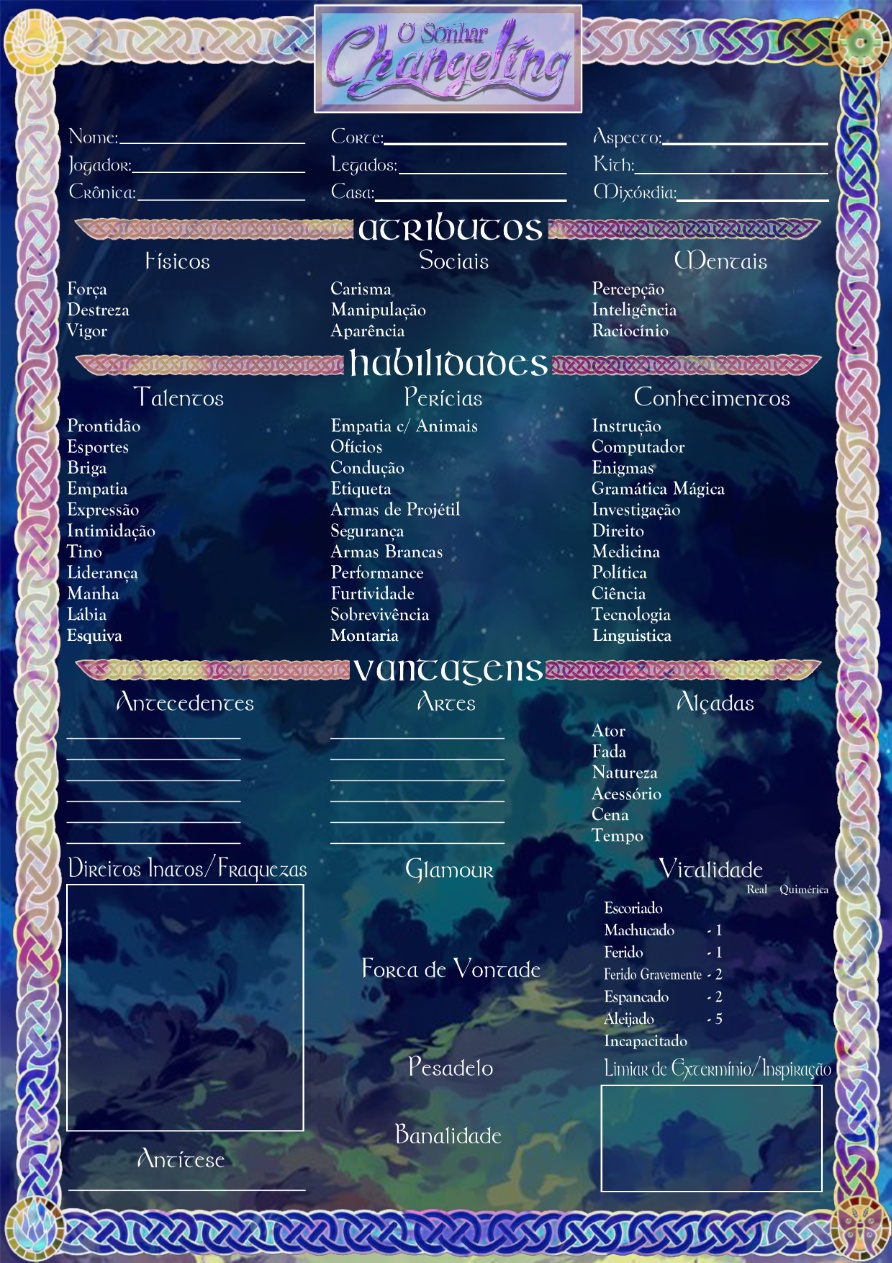 O Sonhar
Changeling
Nome: Corte: Aspecto:
Jogador: Legados: Kith:
Crônica: Casa: Mixórdia:
Atributos
Físicos Sociais Mentais
Força Carisma Percepção
Destreza Manipulação Inteligência
Vigor Aparência Raciocínio
Habilidades
Talentos Perícias Conhecimentos
Prontidão Empatia c/ Animais Instrução
Esportes Ofícios Computador
Briga Condução Enigmas
Empatia Etiqueta Gramática Mágica
Expressão Armas de Projétil Investigação
Intimidação Segurança Direito
Tino Armas Brancas Medicina
Liderança Performance Política
Manha Furtividade Ciência
Lábia Sobrevivência Tecnologia
Esquiva Montaria Linguistica
Vantagens
Antecedentes Artes Alçadas
Ator
Fada
Natureza
Acessório
Cena
Tempo
Direitos Inatos/Fraquezas Glamour Vitalidade
Real Quimérica
Escoriado
Machucado - 1
Ferido - 1
Força de Vontade Ferido Gravemente - 2
Espancado - 2
Aleijado - 5
Incapacitado
Pesadelo Limiar de Extermínio/Inspiração
Banalidade
Antítese